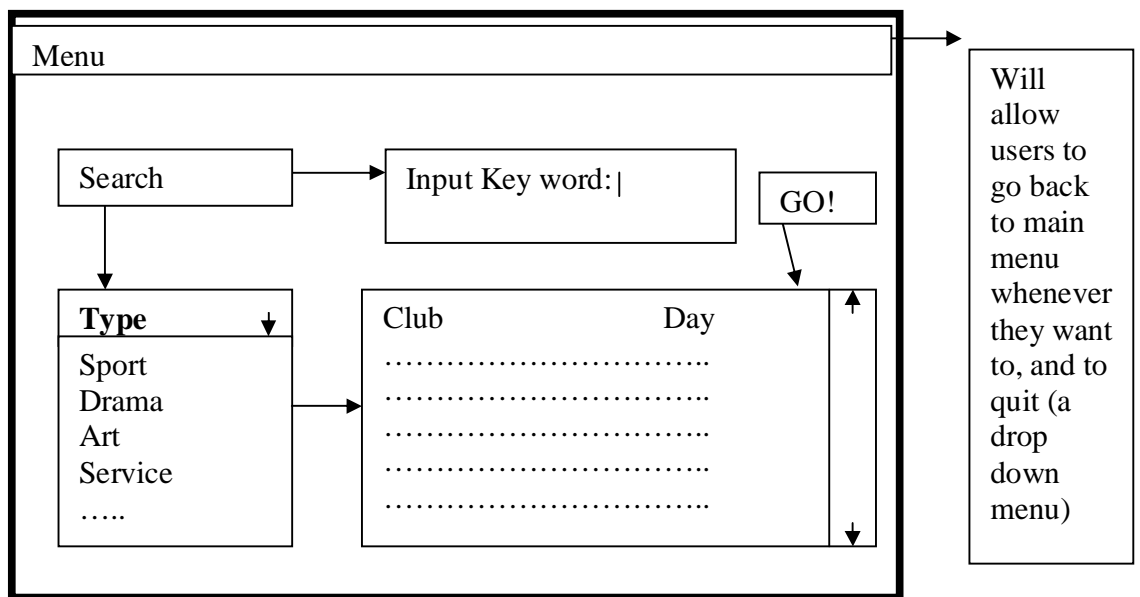 Menu
Search
Input Key word:|
GO!
Type
Sport
Drama
Art
Service
…..
Club Day
…………………………..
…………………………..
…………………………..
…………………………..
…………………………..
Will
allow
users to
go back
to main
menu
whenever
they want
to, and to
quit (a
drop
down
menu)